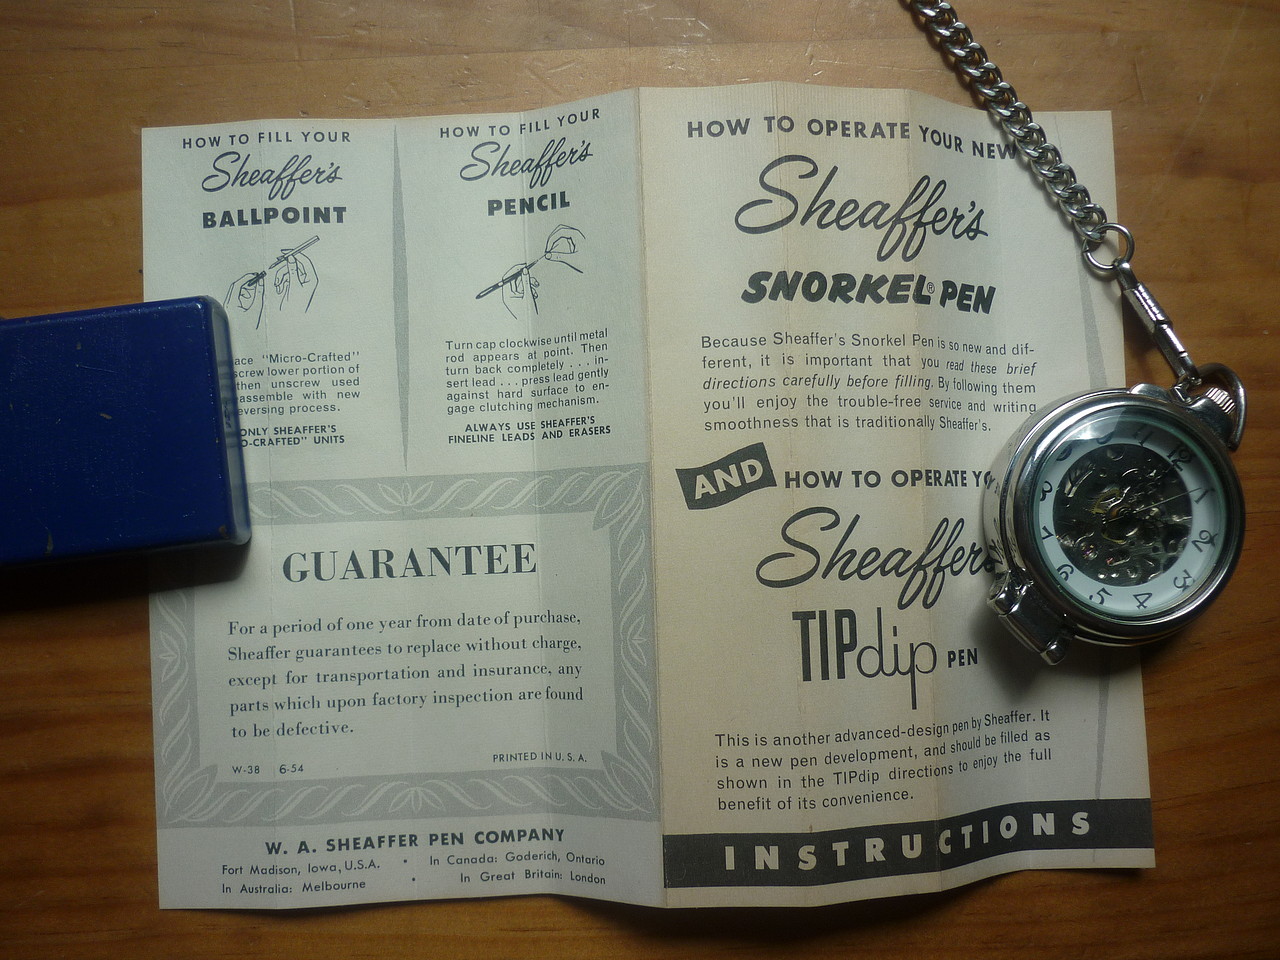 HOW TO FILL YOUR
Sheaffer's
BALLPOINT
"Micro-Crafted"
lower portion of
then unscrew used
assemble with new
process.
ONLY SHEAFFER'S
UNITS
HOW TO FILL YOUR
Sheaffer's
PENCIL
Turn cap clockwise until metal
rod appears at point. Then
turn back completely . . . in-
sert lead . . . press lead gently
against hard surface to en-
gage clutching mechanism.
ALWAYS USE SHEAFFER'S
FINELINE LEADS AND ERASERS
GUARANTEE
For a period of one year from date of purchase,
Sheaffer guarantees to replace without charge,
except for transportation and insurance, any
parts which upon factory inspection are found
to be defective.
W-38 6-54
PRINTED IN U. S. A.
W. A. SHEAFFER PEN COMPANY
Fort Madison, Iowa, U.S.A. • In Canada: Goderich, Ontario
In Australia: Melbourne • In Great Britain: London
HOW TO OPERATE YOUR NEW
Sheaffer's
SNORKEL® PEN
Because Sheaffer's Snorkel Pen is so new and dif-
ferent, it is important that you read these brief
directions carefully before filling. By following them
you'll enjoy the trouble-free service and writing
smoothness that is traditionally Sheaffer's.
AND HOW TO OPERATE
Sheaffer's
TIPdip PEN
This is another advanced-design pen by Sheaffer. It
is a new pen development, and should be filled as
shown in the TIPdip directions to enjoy the full
benefit of its convenience.
INSTRUCTIONS
12
1
2
3
4
5
6
7
8